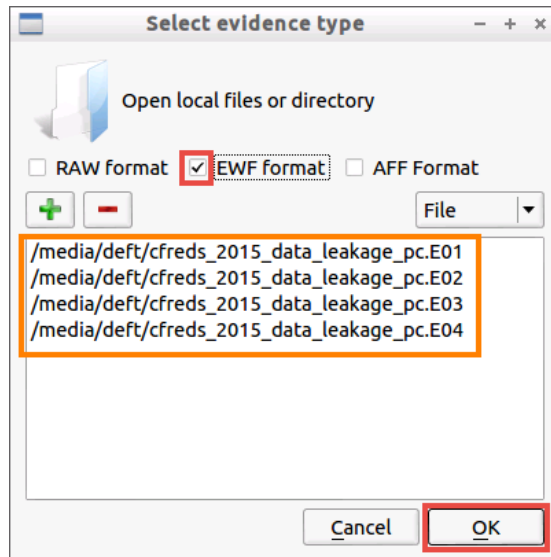 Select evidence type
Open local files or directory
RAW format EWF format AFF Format
File
/media/deft/cfreds_2015_data_leakage_pc.E01
/media/deft/cfreds_2015_data_leakage_pc.E02
/media/deft/cfreds_2015_data_leakage_pc.E03
/media/deft/cfreds_2015_data_leakage_pc.E04
Cancel OK